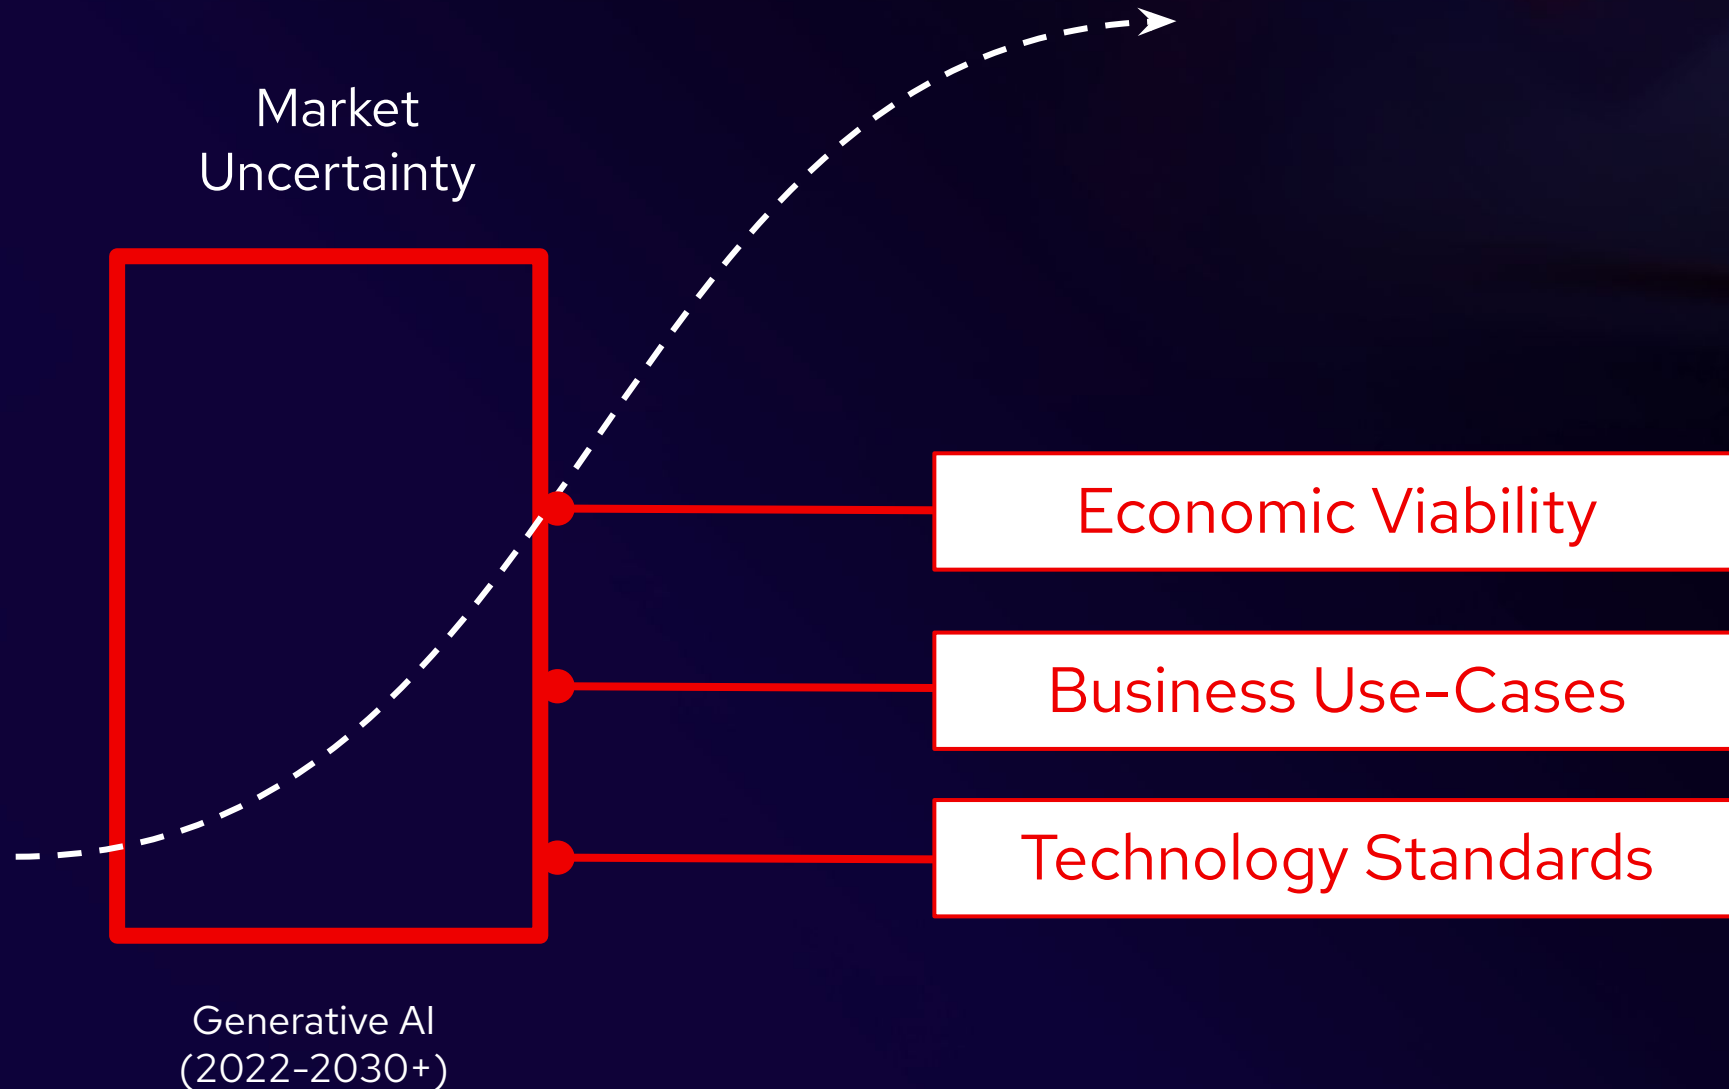 Market
Uncertainty
Economic Viability
Business Use-Cases
Technology Standards
Generative AI
(2022-2030+)